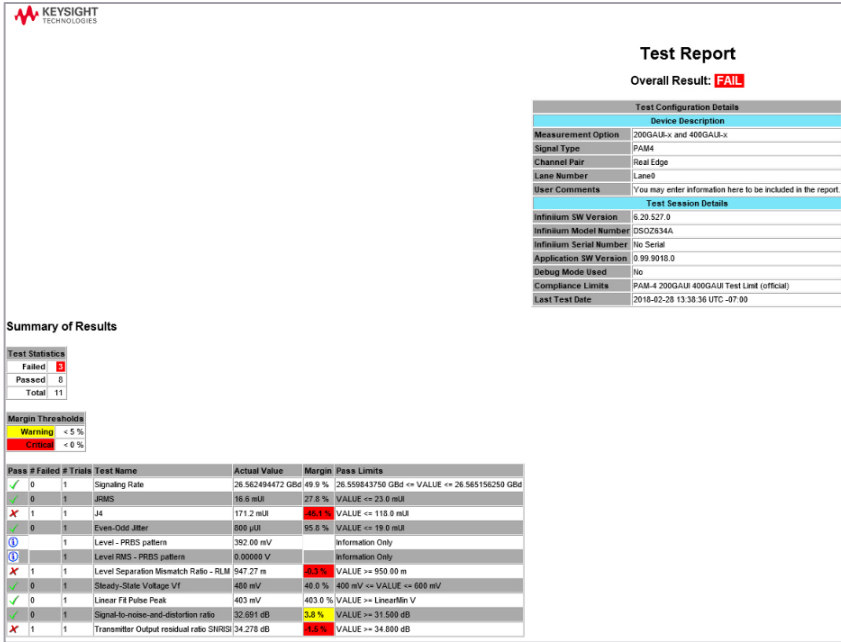 KEYSIGHT
TECHNOLOGIES
Test Report
Overall Result: FAIL
Test Configuration Details
Device Description
Measurement Option 200GAUI-x and 400GAUI-x
Signal Type PAM4
Channel Pair Real Edge
Lane Number Lane0
User Comments You may enter information here to be included in the report.
Test Session Details
Infiniium SW Version 6.20.527.0
Infiniium Model Number DSOZ634A
Infiniium Serial Number No Serial
Application SW Version 0.99.9018.0
Debug Mode Used No
Compliance Limits PAM-4 200GAUI 400GAUI Test Limit (official)
Last Test Date 2018-02-28 13:38:36 UTC -07:00
Summary of Results
Test Statistics
Failed 3
Passed 8
Total 11
Margin Thresholds
Warning < 5 %
Critical < 0 %
Pass # Failed # Trials Test Name Actual Value Margin Pass Limits
0 1 Signaling Rate 26.562494472 GBd 49.9 % 26.559843750 GBd <= VALUE <= 26.565156250 GBd
0 1 JRMS 16.6 mUI 27.8 % VALUE <= 23.0 mUI
1 1 J4 171.2 mUI -45.1 % VALUE <= 118.0 mUI
0 1 Even-Odd Jitter 800 µUI 95.8 % VALUE <= 19.0 mUI
1 Level - PRBS pattern 392.00 mV Information Only
1 Level RMS - PRBS pattern 0.00000 V Information Only
1 1 Level Separation Mismatch Ratio - RLM 947.27 m -0.3 % VALUE >= 950.00 m
0 1 Steady-State Voltage Vf 480 mV 40.0 % 400 mV <= VALUE <= 600 mV
0 1 Linear Fit Pulse Peak 403 mV 403.0 % VALUE >= LinearMin V
0 1 Signal-to-noise-and-distortion ratio 32.691 dB 3.8 % VALUE >= 31.500 dB
1 1 Transmitter Output residual ratio SNRISI 34.278 dB -1.5 % VALUE >= 34.800 dB